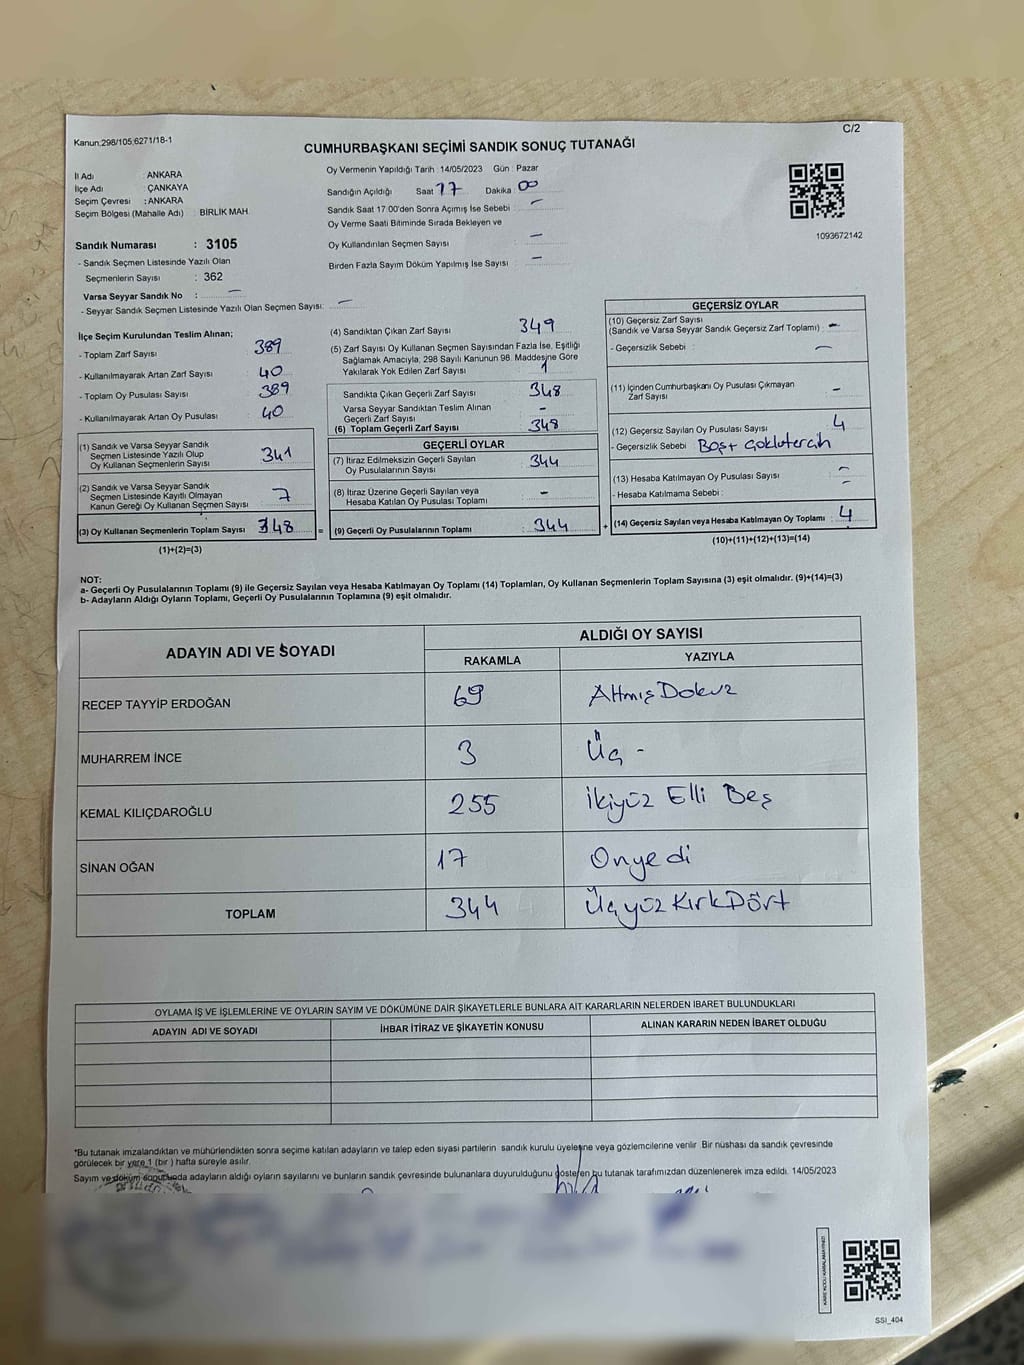 Kanun;298/105;6271/18-1
C/2
CUMHURBAŞKANI SEÇİMİ SANDIK SONUÇ TUTANAĞI
İl Adı : ANKARA
İlçe Adı : ÇANKAYA
Seçim Çevresi : ANKARA
Seçim Bölgesi (Mahalle Adı) : BİRLİK MAH.
Oy Vermenin Yapıldığı Tarih : 14/05/2023 Gün : Pazar
Sandığın Açıldığı Saat 17 Dakika : 00
Sandık Saat 17:00'den Sonra Açımış İse Sebebi : -
Oy Verme Saati Bitiminde Sırada Bekleyen ve
Oy Kullandırılan Seçmen Sayısı : -
Birden Fazla Sayım Döküm Yapılmış İse Sayısı : -
1093672142
Sandık Numarası : 3105
- Sandık Seçmen Listesinde Yazılı Olan
Seçmenlerin Sayısı : 362
Varsa Seyyar Sandık No : -
- Seyyar Sandık Seçmen Listesinde Yazılı Olan Seçmen Sayısı: -
İlçe Seçim Kurulundan Teslim Alınan;
- Toplam Zarf Sayısı 389
- Kullanılmayarak Artan Zarf Sayısı 40
- Toplam Oy Pusulası Sayısı 389
- Kullanılmayarak Artan Oy Pusulası 40
(1) Sandık ve Varsa Seyyar Sandık
Seçmen Listesinde Yazılı Olup
Oy Kullanan Seçmenlerin Sayısı 341
(2) Sandık ve Varsa Seyyar Sandık
Seçmen Listesinde Kayıtlı Olmayan
Kanun Gereği Oy Kullanan Seçmen Sayısı 7
(3) Oy Kullanan Seçmenlerin Toplam Sayısı 348 =
(1)+(2)=(3)
(4) Sandıktan Çıkan Zarf Sayısı 349
(5) Zarf Sayısı Oy Kullanan Seçmen Sayısından Fazla İse, Eşitliği
Sağlamak Amacıyla, 298 Sayılı Kanunun 98. Maddesine Göre
Yakılarak Yok Edilen Zarf Sayısı 1
Sandıkta Çıkan Geçerli Zarf Sayısı 348
Varsa Seyyar Sandıktan Teslim Alınan
Geçerli Zarf Sayısı -
(6) Toplam Geçerli Zarf Sayısı : 348
GEÇERLİ OYLAR
(7) İtiraz Edilmeksizin Geçerli Sayılan
Oy Pusulalarının Sayısı : 344
(8) İtiraz Üzerine Geçerli Sayılan veya
Hesaba Katılan Oy Pusulası Toplamı : -
(9) Geçerli Oy Pusulalarının Toplamı : 344 +
GEÇERSİZ OYLAR
(10) Geçersiz Zarf Sayısı
(Sandık ve Varsa Seyyar Sandık Geçersiz Zarf Toplamı) : -
- Geçersizlik Sebebi : -
(11) İçinden Cumhurbaşkanı Oy Pusulası Çıkmayan
Zarf Sayısı : -
(12) Geçersiz Sayılan Oy Pusulası Sayısı : 4
- Geçersizlik Sebebi Boş+
(13) Hesaba Katılmayan Oy Pusulası Sayısı : -
- Hesaba Katılmama Sebebi : -
(14) Geçersiz Sayılan veya Hesaba Katılmayan Oy Toplamı : 4
(10)+(11)+(12)+(13)=(14)
NOT:
a- Geçerli Oy Pusulalarının Toplamı (9) ile Geçersiz Sayılan veya Hesaba Katılmayan Oy Toplamı (14) Toplamları, Oy Kullanan Seçmenlerin Toplam Sayısına (3) eşit olmalıdır. (9)+(14)=(3)
b- Adayların Aldığı Oyların Toplamı, Geçerli Oy Pusulalarının Toplamına (9) eşit olmalıdır.
ADAYIN ADI VE SOYADI
ALDIĞI OY SAYISI
RAKAMLA YAZIYLA
RECEP TAYYİP ERDOĞAN 69 Altmış Dokuz
MUHARREM İNCE 3 Üç -
KEMAL KILIÇDAROĞLU 255 İkiyüz Elli Beş
SİNAN OĞAN 17 Onyedi
TOPLAM 344 Üçyüz Kırk Dört
OYLAMA İŞ VE İŞLEMLERİNE VE OYLARIN SAYIM VE DÖKÜMÜNE DAİR ŞİKAYETLERLE BUNLARA AİT KARARLARIN NELERDEN İBARET BULUNDUKLARI
ADAYIN ADI VE SOYADI İHBAR İTİRAZ VE ŞİKAYETİN KONUSU ALINAN KARARIN NEDEN İBARET OLDUĞU
*Bu tutanak imzalandıktan ve mühürlendikten sonra seçime katılan adayların ve talep eden siyasi partilerin sandık kurulu üyelerine veya gözlemcilerine verilir. Bir nüshası da sandık çevresinde
görülecek bir yere 1 (bir ) hafta süreyle asılır.
Sayım ve döküm sonucunda adayların aldığı oyların sayılarını ve bunların sandık çevresinde bulunanlara duyurulduğunu gösteren bu tutanak tarafımızdan düzenlenerek imza edildi. 14/05/2023
SSI_404